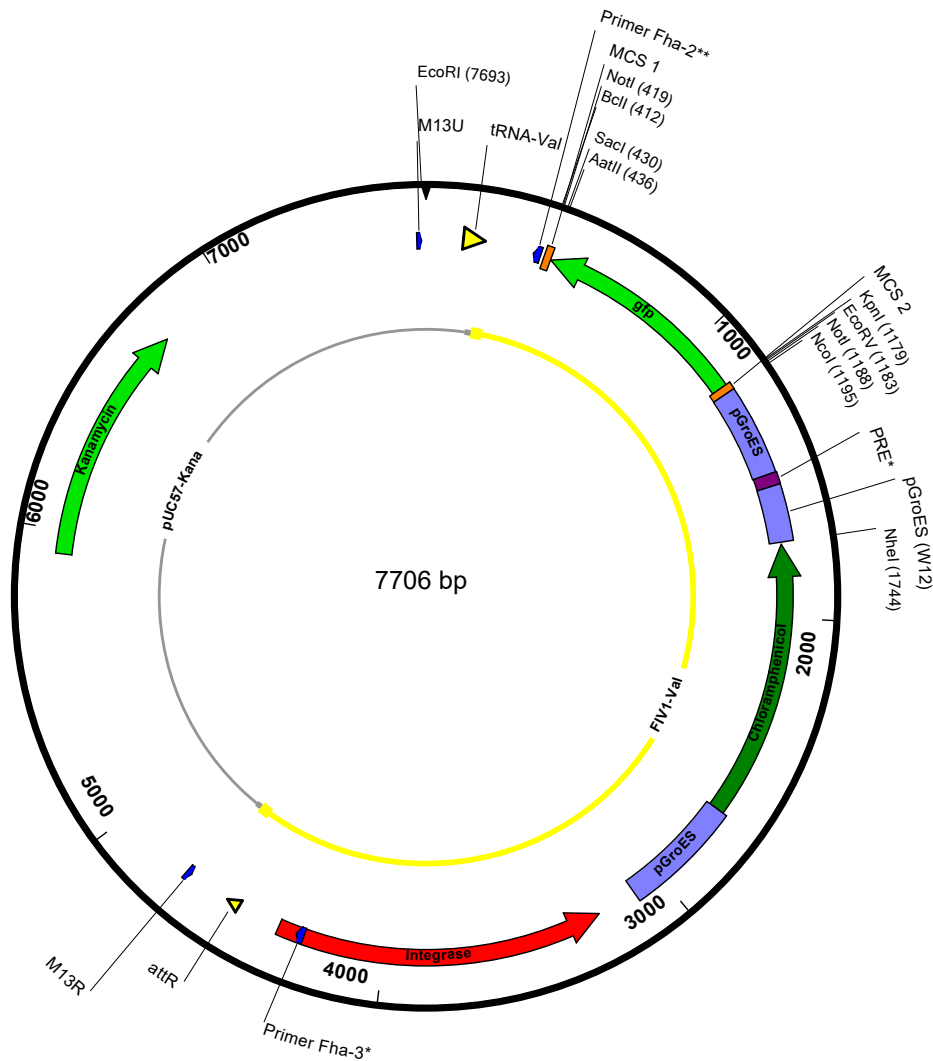 Primer Fha-2**
MCS 1
NotI (419)
BclI (412)
SacI (430)
AatII (436)
EcoRI (7693)
M13U
tRNA-Val
gfp
1000
MCS 2
KpnI (1179)
EcoRV (1183)
NotI (1188)
NcoI (1195)
pGroES
PRE*
pGroES (W12)
NheI (1744)
2000
Chloramphenicol
FIV1-Val
pGroES
3000
Integrase
4000
Primer Fha-3*
attR
M13R
5000
6000
Kanamycin
7000
pUC57-Kana
7706 bp